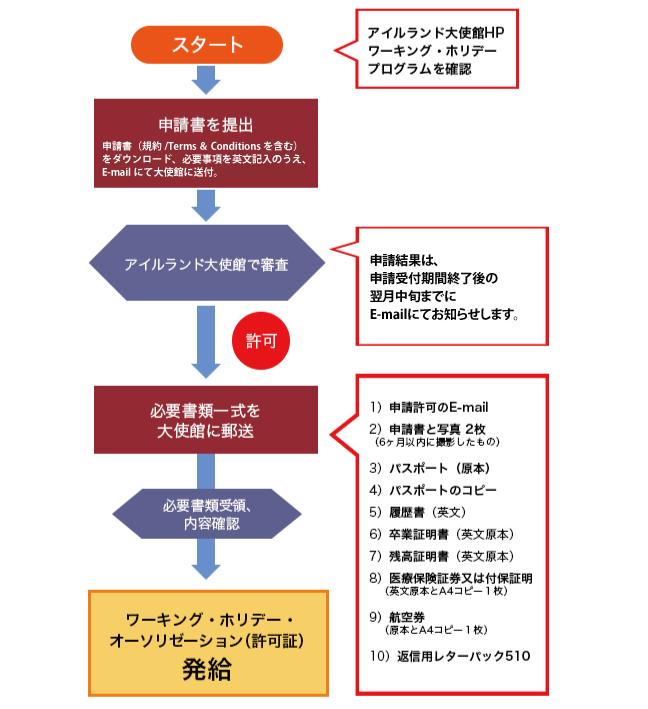 スタート
アイルランド大使館HP
ワーキング・ホリデー
プログラムを確認
申請書を提出
申請書（規約 /Terms & Conditions を含む）
をダウンロード、必要事項を英文記入のうえ、
E-mail にて大使館に送付。
アイルランド大使館で審査
申請結果は、
申請受付期間終了後の
翌月中旬までに
E-mailにてお知らせします。
許可
必要書類一式を
大使館に郵送
1）申請許可のE-mail
2）申請書と写真 2枚
（6ヶ月以内に撮影したもの）
3）パスポート（原本）
4）パスポートのコピー
5）履歴書（英文）
6）卒業証明書（英文原本）
7）残高証明書（英文原本）
8）医療保険証券又は付保証明
（英文原本とA4コピー１枚）
9）航空券
（原本とA4コピー１枚）
10）返信用レターパック510
必要書類受領、
内容確認
ワーキング・ホリデー・
オーソリゼーション（許可証）
発給